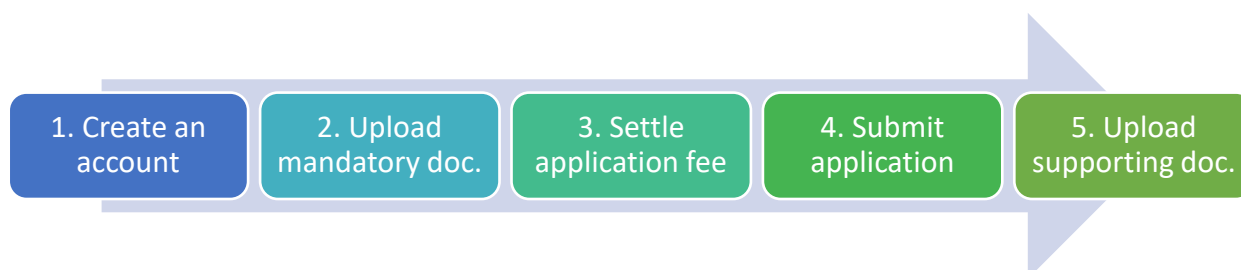 1. Create an
account
2. Upload
mandatory doc.
3. Settle
application fee
4. Submit
application
5. Upload
supporting doc.